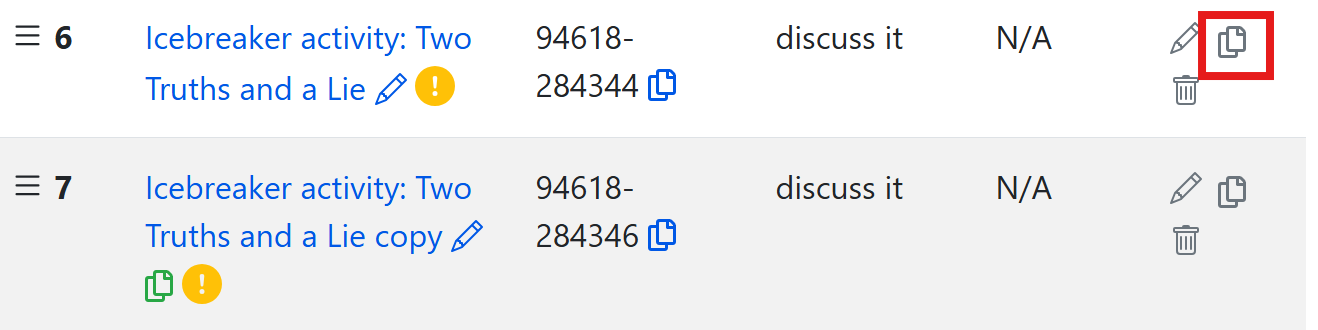 6 Icebreaker activity: Two 94618- discuss it N/A
Truths and a Lie ! 284344
7 Icebreaker activity: Two 94618- discuss it N/A
Truths and a Lie copy 284346
!